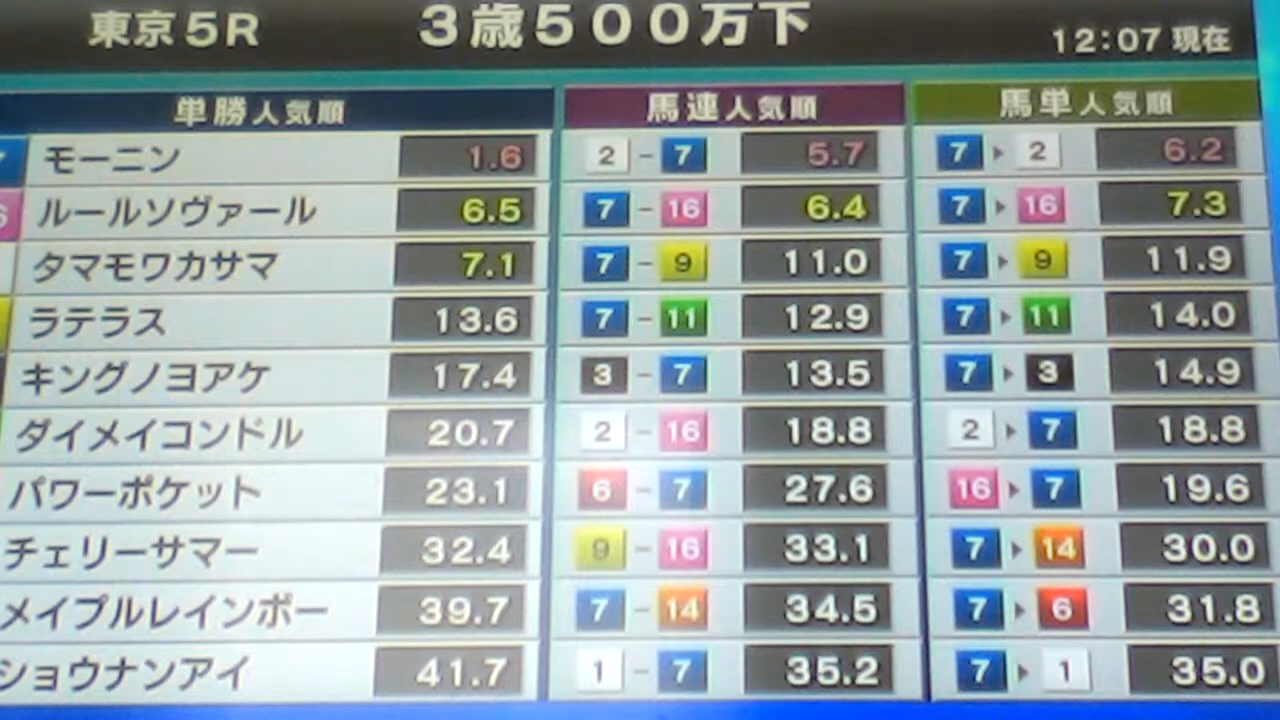 東京5R 3歳500万下 12:07 現在
単勝人気順 馬連人気順 馬単人気順
モーニン 1.6 2-7 5.7 7▸2 6.2
ルールソヴァール 6.5 7-16 6.4 7▸16 7.3
タマモワカサマ 7.1 7-9 11.0 7▸9 11.9
ラテラス 13.6 7-11 12.9 7▸11 14.0
キングノヨアケ 17.4 3-7 13.5 7▸3 14.9
ダイメイコンドル 20.7 2-16 18.8 2▸7 18.8
パワーポケット 23.1 6-7 27.6 16▸7 19.6
チェリーサマー 32.4 9-16 33.1 7▸14 30.0
メイプルレインボー 39.7 7-14 34.5 7▸6 31.8
ショウナンアイ 41.7 1-7 35.2 7▸1 35.0